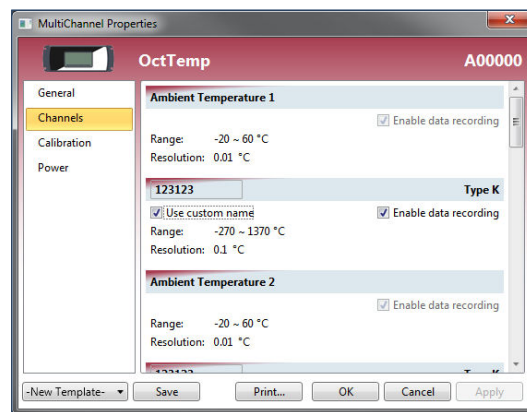 MultiChannel Properties
OctTemp A00000
General
Channels
Calibration
Power
Ambient Temperature 1
Enable data recording
Range: -20 ~ 60 °C
Resolution: 0.01 °C
123123 Type K
Use custom name Enable data recording
Range: -270 ~ 1370 °C
Resolution: 0.1 °C
Ambient Temperature 2
Enable data recording
Range: -20 ~ 60 °C
Resolution: 0.01 °C
-New Template- Save Print... OK Cancel Apply